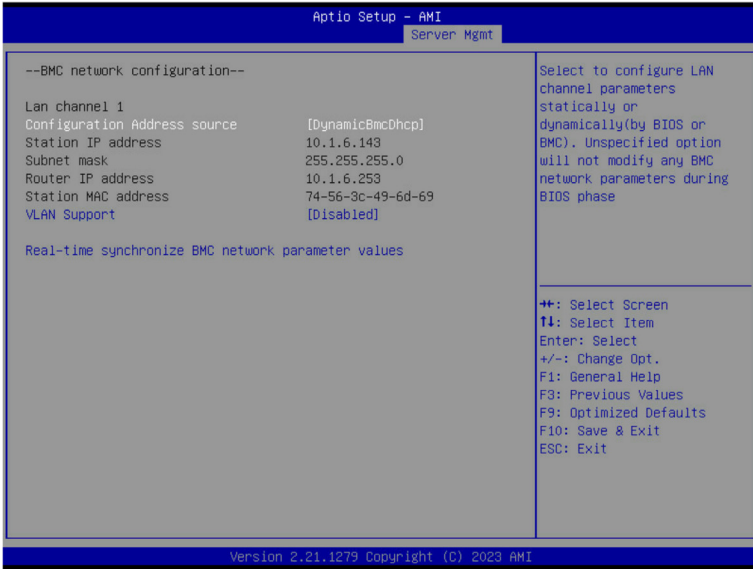 Aptio Setup – AMI
Server Mgmt
--BMC network configuration--
Lan channel 1
Configuration Address source [DynamicBmcDhcp]
Station IP address 10.1.6.143
Subnet mask 255.255.255.0
Router IP address 10.1.6.253
Station MAC address 74-56-3c-49-6d-69
VLAN Support [Disabled]
Real-time synchronize BMC network parameter values
Select to configure LAN
channel parameters
statically or
dynamically(by BIOS or
BMC). Unspecified option
will not modify any BMC
network parameters during
BIOS phase
→←: Select Screen
↑↓: Select Item
Enter: Select
+/-: Change Opt.
F1: General Help
F3: Previous Values
F9: Optimized Defaults
F10: Save & Exit
ESC: Exit
Version 2.21.1279 Copyright (C) 2023 AMI